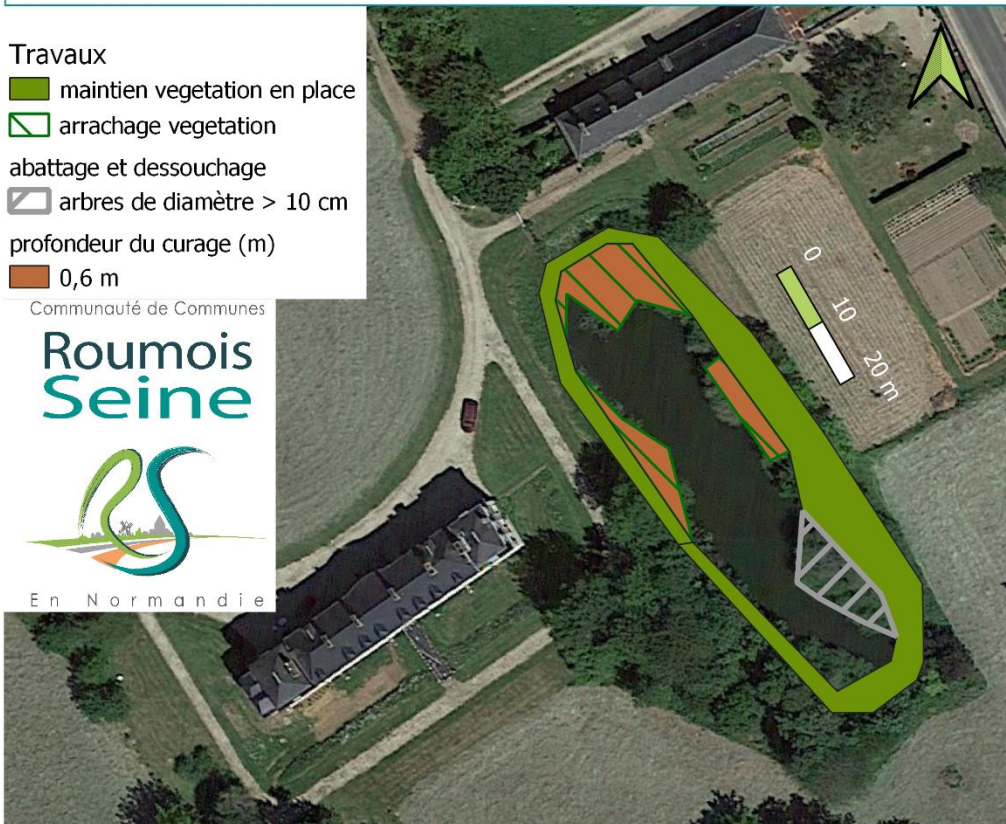 Travaux
maintien vegetation en place
arrachage vegetation
abattage et dessouchage
arbres de diamètre > 10 cm
profondeur du curage (m)
0,6 m
Communauté de Communes
Roumois
Seine
En Normandie
0
10
20 m